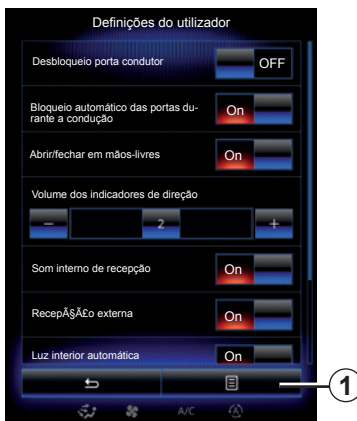 Definições do utilizador
Desbloqueio porta condutor
OFF
Bloqueio automático das portas du-
rante a condução
On
Abrir/fechar em mãos-livres
On
Volume dos indicadores de direção
− 2 +
Som interno de recepção
On
RecepÃ§Ã£o externa
On
Luz interior automática
On
1
A/C
A